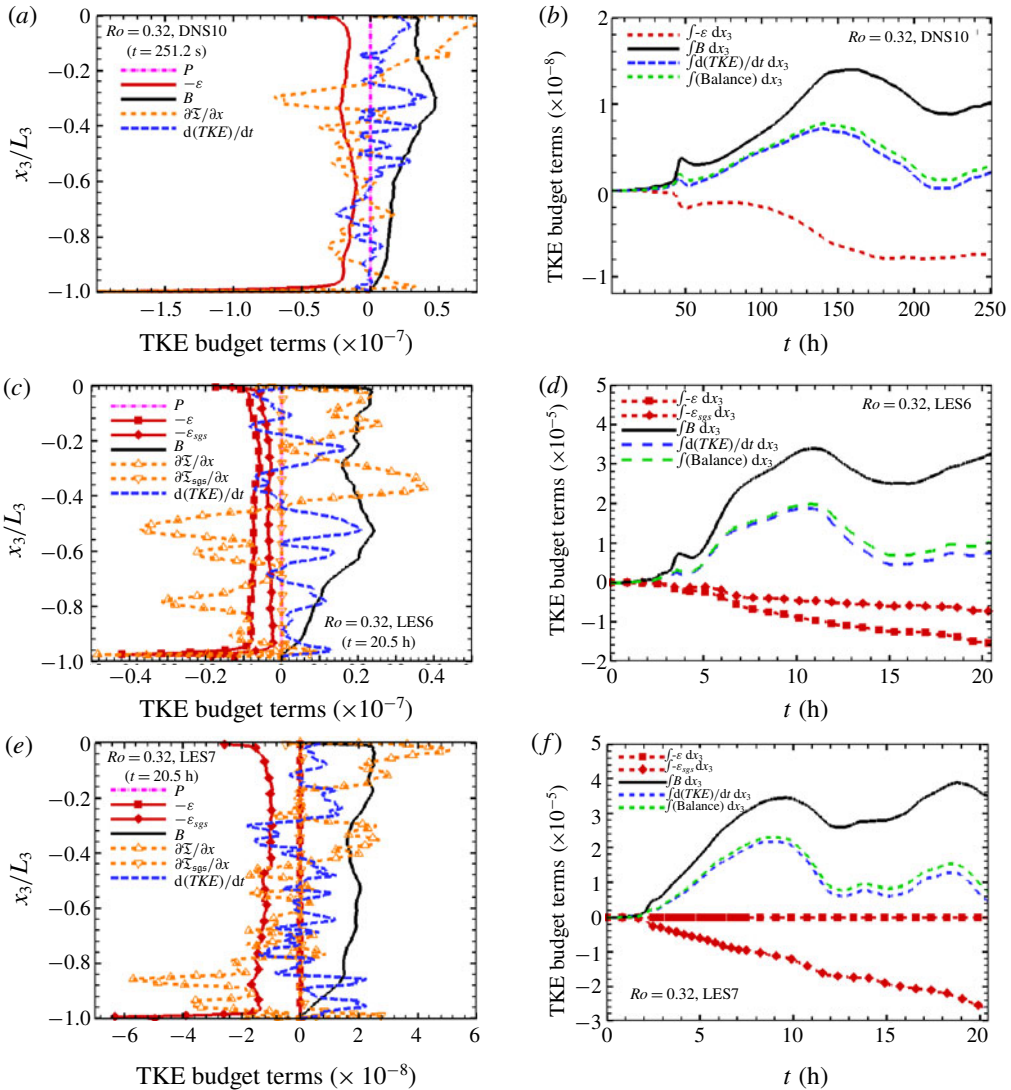 (a)
Ro = 0.32, DNS10
(t = 251.2 s)
P
−ε
B
∂𝔗/∂x
d(TKE)/dt
x₃/L₃
0
−0.2
−0.4
−0.6
−0.8
−1.0
−1.5
−1.0
−0.5
0
0.5
TKE budget terms (×10⁻⁷)
(b)
Ro = 0.32, DNS10
∫-ε dx₃
∫B dx₃
∫d(TKE)/dt dx₃
∫(Balance) dx₃
TKE budget terms (×10⁻⁸)
2
1
0
−1
50
100
150
200
250
t (h)
(c)
P
−ε
−ε_sgs
B
∂𝔗/∂x
∂𝔗_sgs/∂x
d(TKE)/dt
Ro = 0.32, LES6
(t = 20.5 h)
x₃/L₃
0
−0.2
−0.4
−0.6
−0.8
−1.0
−0.4
−0.2
0
0.2
0.4
TKE budget terms (×10⁻⁷)
(d)
∫-ε dx₃
∫-ε_sgs dx₃
∫B dx₃
∫d(TKE)/dt dx₃
∫(Balance) dx₃
Ro = 0.32, LES6
TKE budget terms (×10⁻⁵)
5
4
3
2
1
0
−1
−2
0
5
10
15
20
t (h)
(e)
Ro = 0.32, LES7
(t = 20.5 h)
P
−ε
−ε_sgs
B
∂𝔗/∂x
∂𝔗_sgs/∂x
d(TKE)/dt
x₃/L₃
0
−0.2
−0.4
−0.6
−0.8
−1.0
−6
−4
−2
0
2
4
6
TKE budget terms (× 10⁻⁸)
(f)
∫-ε dx₃
∫-ε_sgs dx₃
∫B dx₃
∫d(TKE)/dt dx₃
∫(Balance) dx₃
Ro = 0.32, LES7
TKE budget terms (×10⁻⁵)
5
4
3
2
1
0
−1
−2
−3
0
5
10
15
20
t (h)